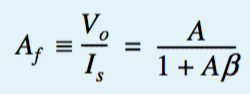 A_f ≡ V_o / I_s = A / (1 + Aβ)